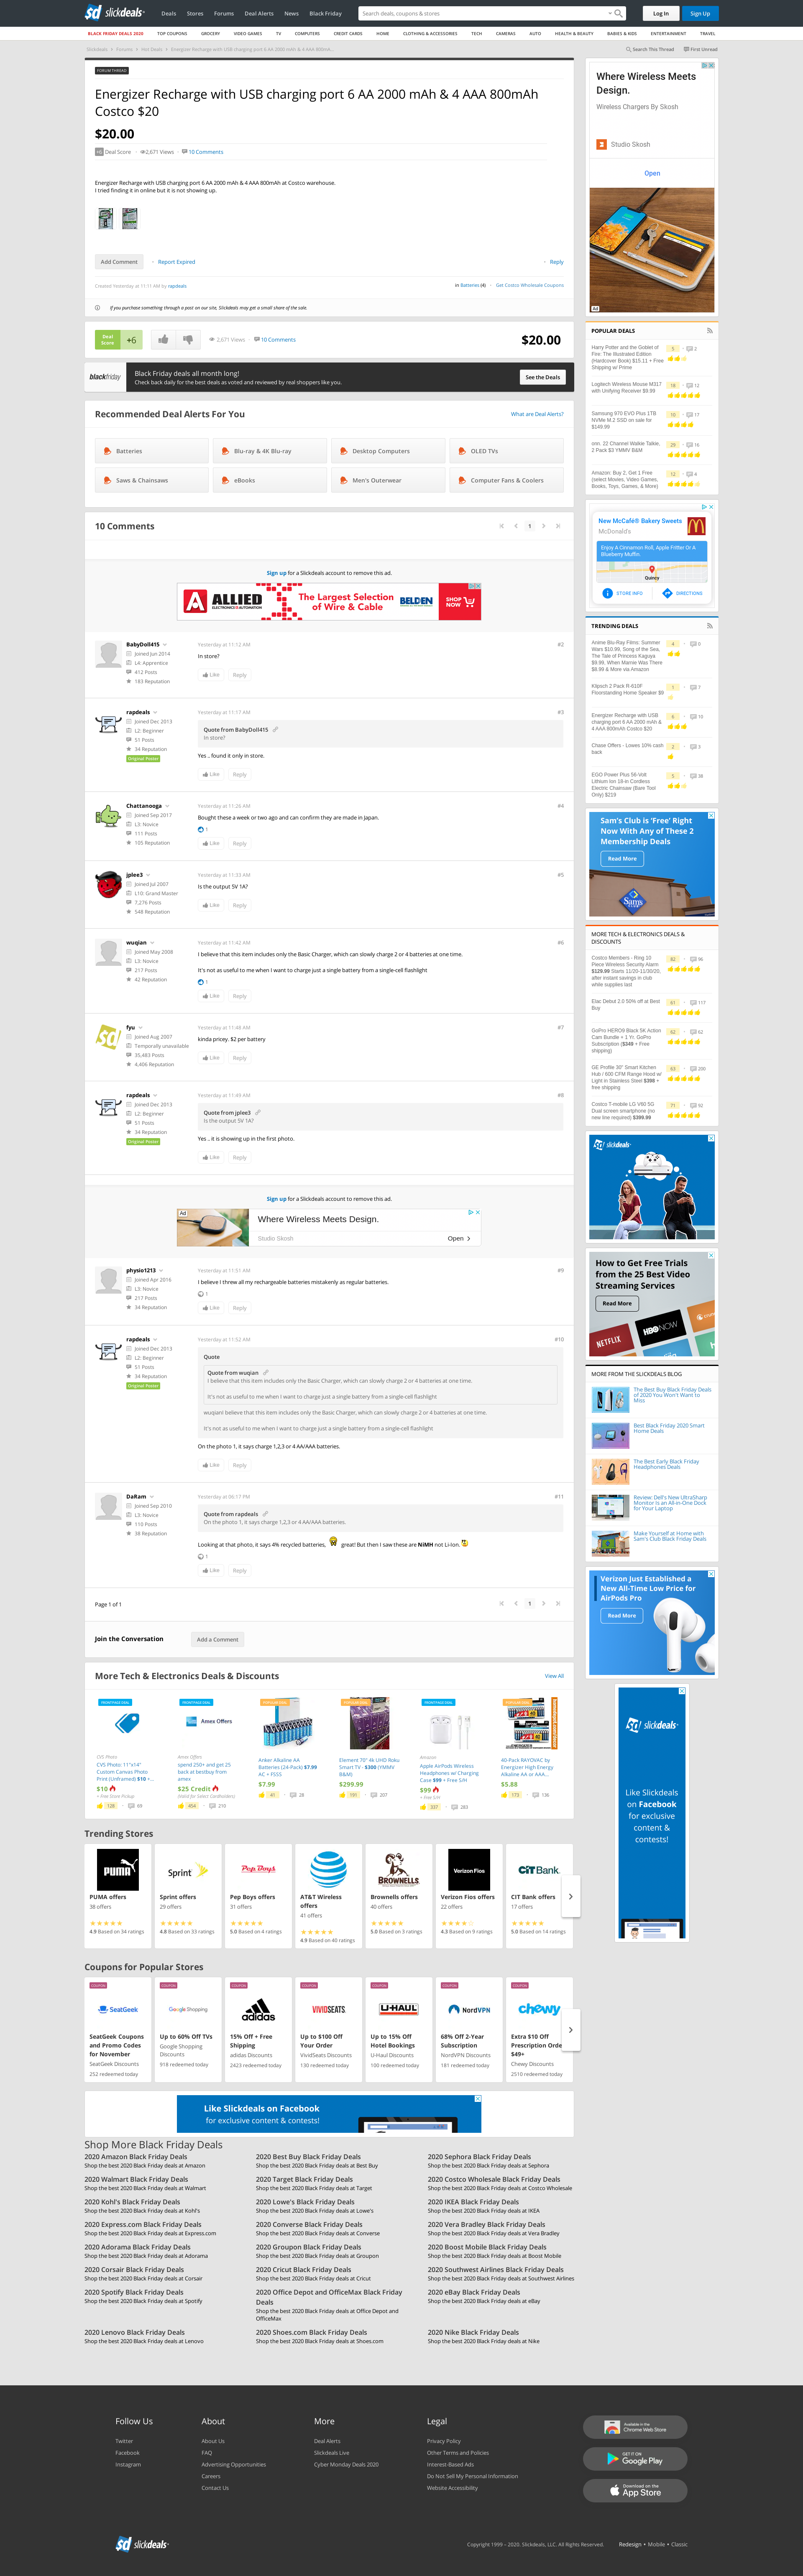 slickdeals
Deals
Stores
Forums
Deal Alerts
News
Black Friday
Search deals, coupons & stores
Log In
Sign Up
BLACK FRIDAY DEALS 2020
TOP COUPONS
GROCERY
VIDEO GAMES
TV
COMPUTERS
CREDIT CARDS
HOME
CLOTHING & ACCESSORIES
TECH
CAMERAS
AUTO
HEALTH & BEAUTY
BABIES & KIDS
ENTERTAINMENT
TRAVEL
Slickdeals
Forums
Hot Deals
Energizer Recharge with USB charging port 6 AA 2000 mAh & 4 AAA 800mA...
Search This Thread
First Unread
FORUM THREAD
Energizer Recharge with USB charging port 6 AA 2000 mAh & 4 AAA 800mAh
Costco $20
$20.00
+6 Deal Score
2,671 Views
10 Comments
Energizer Recharge with USB charging port 6 AA 2000 mAh & 4 AAA 800mAh at Costco warehouse.
I tried finding it in online but it is not showing up.
Add Comment
Report Expired
Reply
Created Yesterday at 11:11 AM by rapdeals
in Batteries (4)
Get Costco Wholesale Coupons
If you purchase something through a post on our site, Slickdeals may get a small share of the sale.
Deal
Score
+6
2,671 Views
10 Comments
$20.00
blackfriday
Black Friday deals all month long!
Check back daily for the best deals as voted and reviewed by real shoppers like you.
See the Deals
Recommended Deal Alerts For You
What are Deal Alerts?
Batteries
Blu-ray & 4K Blu-ray
Desktop Computers
OLED TVs
Saws & Chainsaws
eBooks
Men's Outerwear
Computer Fans & Coolers
10 Comments
1
Sign up for a Slickdeals account to remove this ad.
ALLIED
ELECTRONICS & AUTOMATION
The Largest
Selection of
Wire & Cable
BELDEN
SHOP
NOW
BabyDoll415
Joined Jun 2014
L4: Apprentice
412 Posts
183 Reputation
Yesterday at 11:12 AM
#2
In store?
Like
Reply
rapdeals
Joined Dec 2013
L2: Beginner
51 Posts
34 Reputation
Original Poster
Yesterday at 11:17 AM
#3
Quote from BabyDoll415
In store?
Yes .. found it only in store.
Like
Reply
Chattanooga
Joined Sep 2017
L3: Novice
111 Posts
105 Reputation
Yesterday at 11:26 AM
#4
Bought these a week or two ago and can confirm they are made in Japan.
1
Like
Reply
jplee3
Joined Jul 2007
L10: Grand Master
7,276 Posts
548 Reputation
Yesterday at 11:33 AM
#5
Is the output 5V 1A?
Like
Reply
wuqian
Joined May 2008
L3: Novice
217 Posts
42 Reputation
Yesterday at 11:42 AM
#6
I believe that this item includes only the Basic Charger, which can slowly charge 2 or 4 batteries at one time.
It's not as useful to me when I want to charge just a single battery from a single-cell flashlight
1
Like
Reply
fyu
Joined Aug 2007
Temporally unavailable
35,483 Posts
4,406 Reputation
Yesterday at 11:48 AM
#7
kinda pricey. $2 per battery
Like
Reply
rapdeals
Joined Dec 2013
L2: Beginner
51 Posts
34 Reputation
Original Poster
Yesterday at 11:49 AM
#8
Quote from jplee3
Is the output 5V 1A?
Yes .. it is showing up in the first photo.
Like
Reply
Sign up for a Slickdeals account to remove this ad.
Ad
Where Wireless Meets Design.
Studio Skosh
Open
physio1213
Joined Apr 2016
L3: Novice
217 Posts
34 Reputation
Yesterday at 11:51 AM
#9
I believe I threw all my rechargeable batteries mistakenly as regular batteries.
1
Like
Reply
rapdeals
Joined Dec 2013
L2: Beginner
51 Posts
34 Reputation
Original Poster
Yesterday at 11:52 AM
#10
Quote
Quote from wuqian
I believe that this item includes only the Basic Charger, which can slowly charge 2 or 4 batteries at one time.
It's not as useful to me when I want to charge just a single battery from a single-cell flashlight
wuqianI believe that this item includes only the Basic Charger, which can slowly charge 2 or 4 batteries at one time.
It's not as useful to me when I want to charge just a single battery from a single-cell flashlight
On the photo 1, it says charge 1,2,3 or 4 AA/AAA batteries.
Like
Reply
DaRam
Joined Sep 2010
L3: Novice
110 Posts
38 Reputation
Yesterday at 06:17 PM
#11
Quote from rapdeals
On the photo 1, it says charge 1,2,3 or 4 AA/AAA batteries.
Looking at that photo, it says 4% recycled batteries, great! But then I saw these are NiMH not Li-Ion.
1
Like
Reply
Page 1 of 1
1
Join the Conversation
Add a Comment
More Tech & Electronics Deals & Discounts
View All
FRONTPAGE DEAL
CVS Photo
CVS Photo: 11"x14"
Custom Canvas Photo
Print (Unframed) $10 +...
$10
+ Free Store Pickup
128
69
FRONTPAGE DEAL
Amex Offers
Amex Offers
spend 250+ and get 25
back at bestbuy from
amex
$25 Credit
(Valid for Select Cardholders)
454
210
POPULAR DEAL
Anker Alkaline AA
Batteries (24-Pack) $7.99
AC + FSSS
$7.99
41
28
POPULAR DEAL
Element 70" 4k UHD Roku
Smart TV - $300 (YMMV
B&M)
$299.99
191
207
FRONTPAGE DEAL
Amazon
Apple AirPods Wireless
Headphones w/ Charging
Case $99 + Free S/H
$99
+ Free S/H
337
283
POPULAR DEAL
40-Pack RAYOVAC by
Energizer High Energy
Alkaline AA or AAA...
$5.88
173
136
Trending Stores
PUMA
PUMA offers
38 offers
4.9 Based on 34 ratings
Sprint
Sprint offers
29 offers
4.8 Based on 33 ratings
Pep Boys
Pep Boys offers
31 offers
5.0 Based on 4 ratings
AT&T Wireless
offers
41 offers
4.9 Based on 40 ratings
BROWNELLS
Brownells offers
40 offers
5.0 Based on 3 ratings
Verizon Fios
Verizon Fios offers
22 offers
4.3 Based on 9 ratings
CIT Bank
CIT Bank offers
17 offers
5.0 Based on 14 ratings
Coupons for Popular Stores
COUPON
SeatGeek
SeatGeek Coupons
and Promo Codes
for November
SeatGeek Discounts
252 redeemed today
COUPON
Google Shopping
Up to 60% Off TVs
Google Shopping
Discounts
918 redeemed today
COUPON
adidas
15% Off + Free
Shipping
adidas Discounts
2423 redeemed today
COUPON
VIVIDSEATS
Up to $100 Off
Your Order
VividSeats Discounts
130 redeemed today
COUPON
U-HAUL
Up to 15% Off
Hotel Bookings
U-Haul Discounts
100 redeemed today
COUPON
NordVPN
68% Off 2-Year
Subscription
NordVPN Discounts
181 redeemed today
COUPON
chewy
Extra $10 Off
Prescription Orde
$49+
Chewy Discounts
2510 redeemed today
Like Slickdeals on Facebook
for exclusive content & contests!
Shop More Black Friday Deals
2020 Amazon Black Friday Deals
Shop the best 2020 Black Friday deals at Amazon
2020 Best Buy Black Friday Deals
Shop the best 2020 Black Friday deals at Best Buy
2020 Sephora Black Friday Deals
Shop the best 2020 Black Friday deals at Sephora
2020 Walmart Black Friday Deals
Shop the best 2020 Black Friday deals at Walmart
2020 Target Black Friday Deals
Shop the best 2020 Black Friday deals at Target
2020 Costco Wholesale Black Friday Deals
Shop the best 2020 Black Friday deals at Costco Wholesale
2020 Kohl's Black Friday Deals
Shop the best 2020 Black Friday deals at Kohl's
2020 Lowe's Black Friday Deals
Shop the best 2020 Black Friday deals at Lowe's
2020 IKEA Black Friday Deals
Shop the best 2020 Black Friday deals at IKEA
2020 Express.com Black Friday Deals
Shop the best 2020 Black Friday deals at Express.com
2020 Converse Black Friday Deals
Shop the best 2020 Black Friday deals at Converse
2020 Vera Bradley Black Friday Deals
Shop the best 2020 Black Friday deals at Vera Bradley
2020 Adorama Black Friday Deals
Shop the best 2020 Black Friday deals at Adorama
2020 Groupon Black Friday Deals
Shop the best 2020 Black Friday deals at Groupon
2020 Boost Mobile Black Friday Deals
Shop the best 2020 Black Friday deals at Boost Mobile
2020 Corsair Black Friday Deals
Shop the best 2020 Black Friday deals at Corsair
2020 Cricut Black Friday Deals
Shop the best 2020 Black Friday deals at Cricut
2020 Southwest Airlines Black Friday Deals
Shop the best 2020 Black Friday deals at Southwest Airlines
2020 Spotify Black Friday Deals
Shop the best 2020 Black Friday deals at Spotify
2020 Office Depot and OfficeMax Black Friday
Deals
Shop the best 2020 Black Friday deals at Office Depot and
OfficeMax
2020 eBay Black Friday Deals
Shop the best 2020 Black Friday deals at eBay
2020 Lenovo Black Friday Deals
Shop the best 2020 Black Friday deals at Lenovo
2020 Shoes.com Black Friday Deals
Shop the best 2020 Black Friday deals at Shoes.com
2020 Nike Black Friday Deals
Shop the best 2020 Black Friday deals at Nike
Where Wireless Meets
Design.
Wireless Chargers By Skosh
Studio Skosh
Open
Ad
POPULAR DEALS
Harry Potter and the Goblet of
Fire: The Illustrated Edition
(Hardcover Book) $15.11 + Free
Shipping w/ Prime
5
2
Logitech Wireless Mouse M317
with Unifying Receiver $9.99
18
12
Samsung 970 EVO Plus 1TB
NVMe M.2 SSD on sale for
$149.99
10
17
onn. 22 Channel Walkie Talkie,
2 Pack $3 YMMV B&M
29
16
Amazon: Buy 2, Get 1 Free
(select Movies, Video Games,
Books, Toys, Games, & More)
12
4
New McCafé® Bakery Sweets
McDonald's
Enjoy A Cinnamon Roll, Apple Fritter Or A
Blueberry Muffin.
Quincy
STORE INFO
DIRECTIONS
TRENDING DEALS
Anime Blu-Ray Films: Summer
Wars $10.99, Song of the Sea,
The Tale of Princess Kaguya
$9.99, When Marnie Was There
$8.99 & More via Amazon
4
0
Klipsch 2 Pack R-610F
Floorstanding Home Speaker $9
1
7
Energizer Recharge with USB
charging port 6 AA 2000 mAh &
4 AAA 800mAh Costco $20
6
10
Chase Offers - Lowes 10% cash
back
2
3
EGO Power Plus 56-Volt
Lithium Ion 18-in Cordless
Electric Chainsaw (Bare Tool
Only) $219
5
38
Sam's Club is 'Free' Right
Now With Any of These 2
Membership Deals
Read More
Sams
MORE TECH & ELECTRONICS DEALS &
DISCOUNTS
Costco Members - Ring 10
Piece Wireless Security Alarm
$129.99 Starts 11/20-11/30/20,
after instant savings in club
while supplies last
82
96
Elac Debut 2.0 50% off at Best
Buy
61
117
GoPro HERO9 Black 5K Action
Cam Bundle + 1 Yr. GoPro
Subscription ($349 + Free
shipping)
62
62
GE Profile 30" Smart Kitchen
Hub / 600 CFM Range Hood w/
Light in Stainless Steel $398 +
free shipping
63
200
Costco T-mobile LG V60 5G
Dual screen smartphone (no
new line required) $399.99
71
92
slickdeals
How to Get Free Trials
from the 25 Best Video
Streaming Services
Read More
NETFLIX
HBO NOW
MORE FROM THE SLICKDEALS BLOG
The Best Buy Black Friday Deals
of 2020 You Won't Want to
Miss
Best Black Friday 2020 Smart
Home Deals
The Best Early Black Friday
Headphones Deals
Review: Dell's New UltraSharp
Monitor Is an All-in-One Dock
for Your Laptop
Make Yourself at Home with
Sam's Club Black Friday Deals
Verizon Just Established a
New All-Time Low Price for
AirPods Pro
Read More
slickdeals
Like Slickdeals
on Facebook
for exclusive
content &
contests!
Follow Us
Twitter
Facebook
Instagram
About
About Us
FAQ
Advertising Opportunities
Careers
Contact Us
More
Deal Alerts
Slickdeals Live
Cyber Monday Deals 2020
Legal
Privacy Policy
Other Terms and Policies
Interest-Based Ads
Do Not Sell My Personal Information
Website Accessibility
Available in the
Chrome Web Store
GET IT ON
Google Play
Download on the
App Store
slickdeals
Copyright 1999 - 2020. Slickdeals, LLC. All Rights Reserved.
Redesign • Mobile • Classic